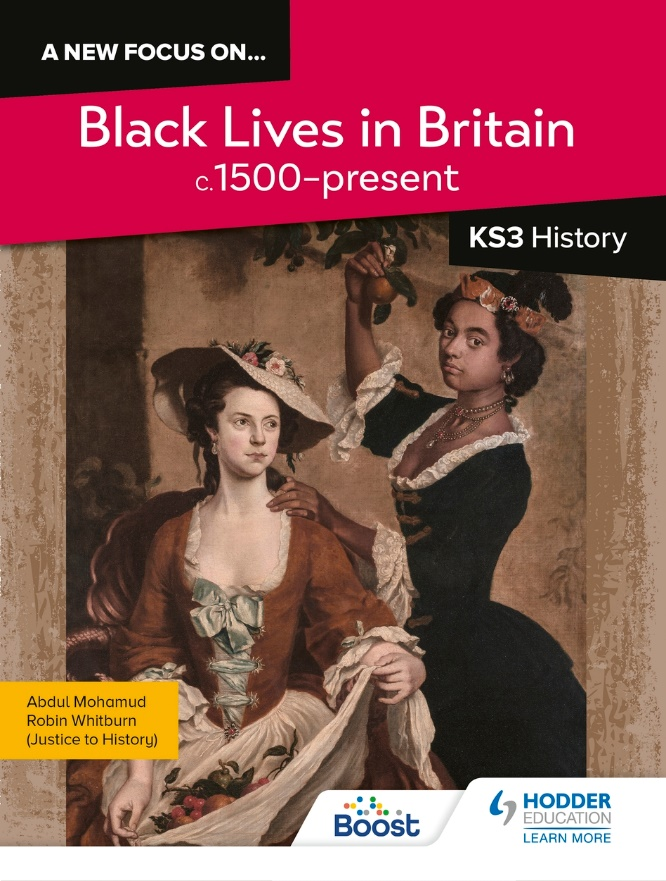 A NEW FOCUS ON...
Black Lives in Britain
c.1500–present
KS3 History
Abdul Mohamud
Robin Whitburn
(Justice to History)
Boost
HODDER
EDUCATION
LEARN MORE